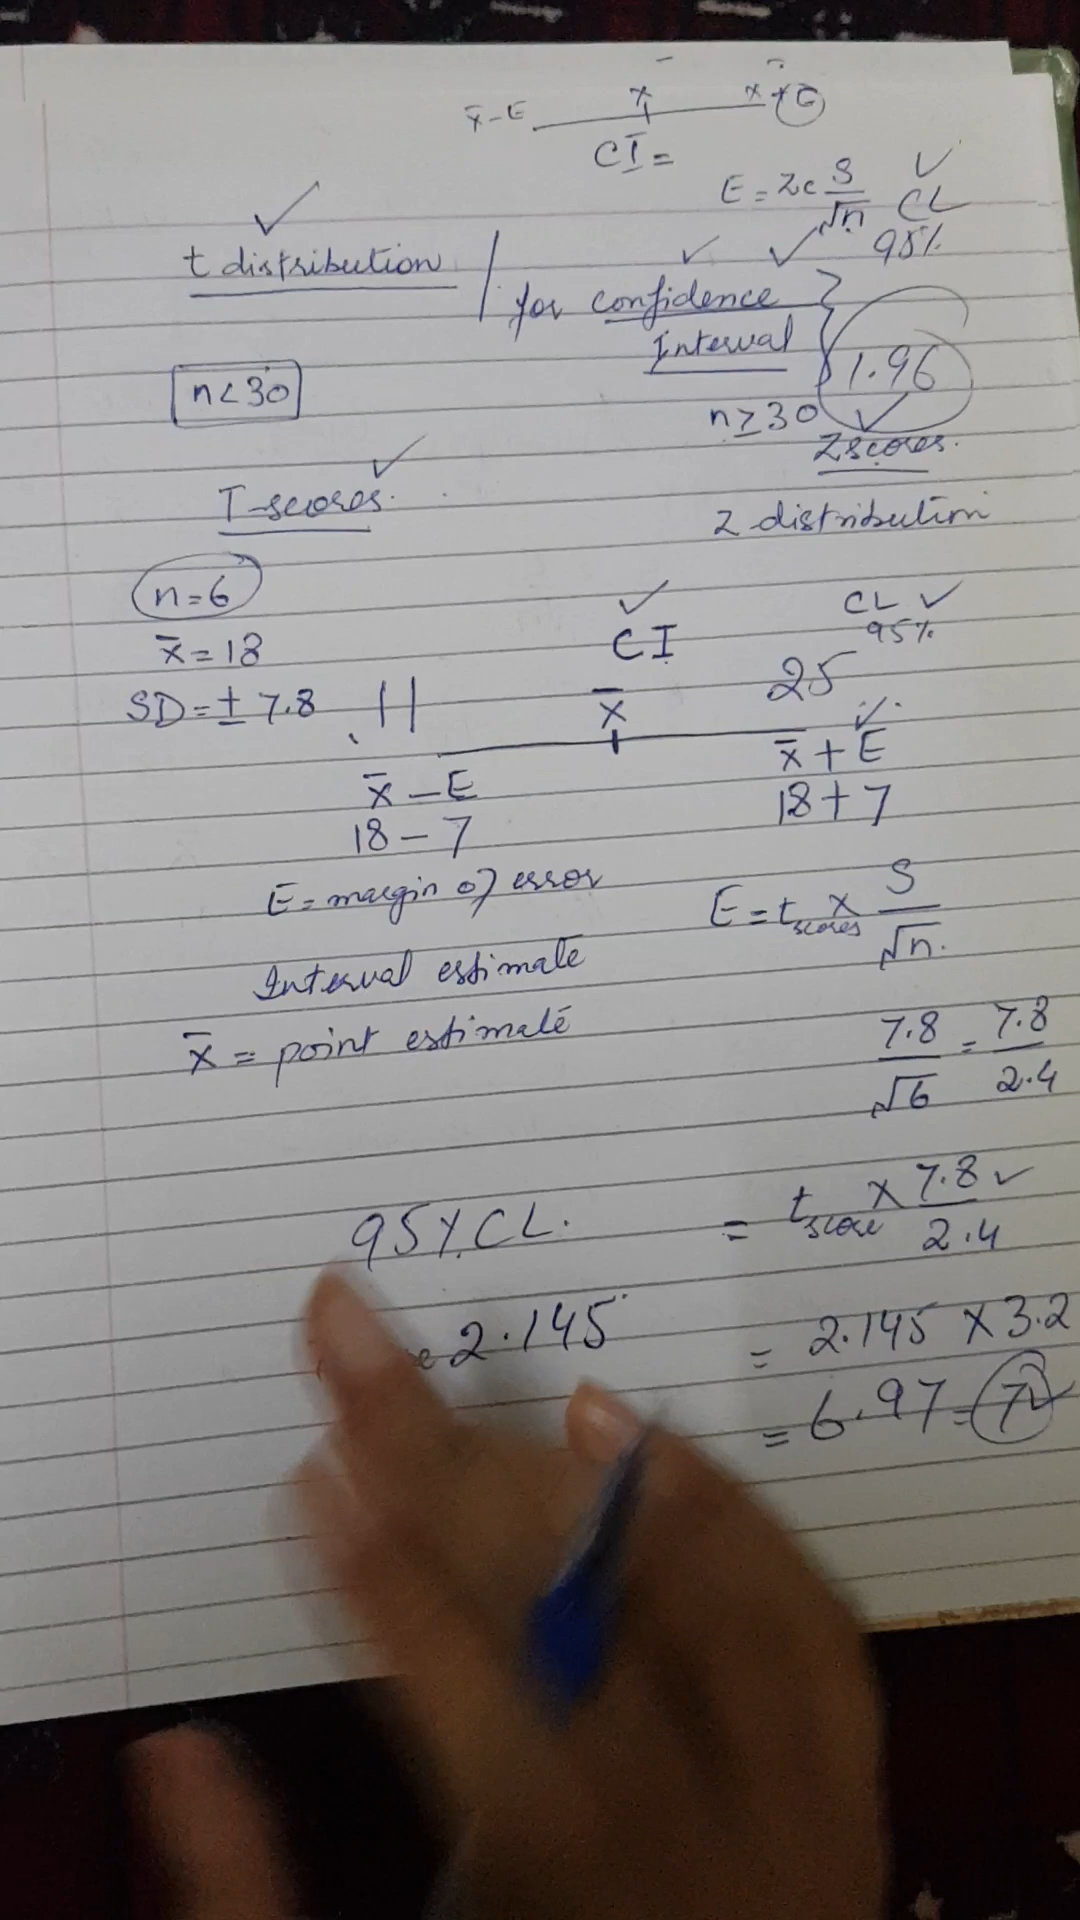 x̄-E x̄ x̄+E
CI=
E = Zc S/√n CL
95%
t distribution / for confidence
Interval }
1.96
n<30
n≥30
Z scores.
T-scores.
Z distribution
n=6
x̄=18
SD=± 7.8 11
CI
CL
95%
25
x̄
x̄-E
x̄+E
18-7
18+7
E = margin of error
E = t scores x S/√n.
Interval estimate
x̄ = point estimate
7.8/√6 = 7.8/2.4
95% CL.
= t score x 7.8/2.4
2.145
= 2.145 x 3.2
= 6.97 = 7